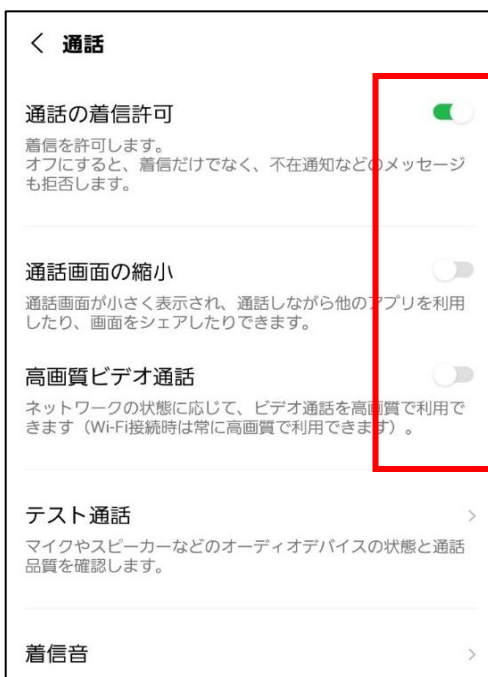 通話
通話の着信許可
着信を許可します。
オフにすると、着信だけでなく、不在通知などのメッセージ
も拒否します。
通話画面の縮小
通話画面が小さく表示され、通話しながら他のアプリを利用
したり、画面をシェアしたりできます。
高画質ビデオ通話
ネットワークの状態に応じて、ビデオ通話を高画質で利用で
きます（Wi-Fi接続時は常に高画質で利用できます）。
テスト通話
マイクやスピーカーなどのオーディオデバイスの状態と通話
品質を確認します。
着信音